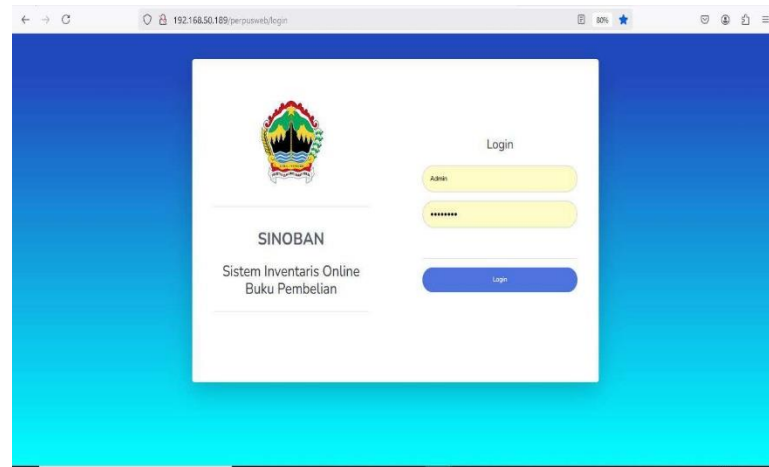 192.168.50.189/perpusweb/login
80%
SINOBAN
Sistem Inventaris Online
Buku Pembelian
Login
Admin
••••••••
Login